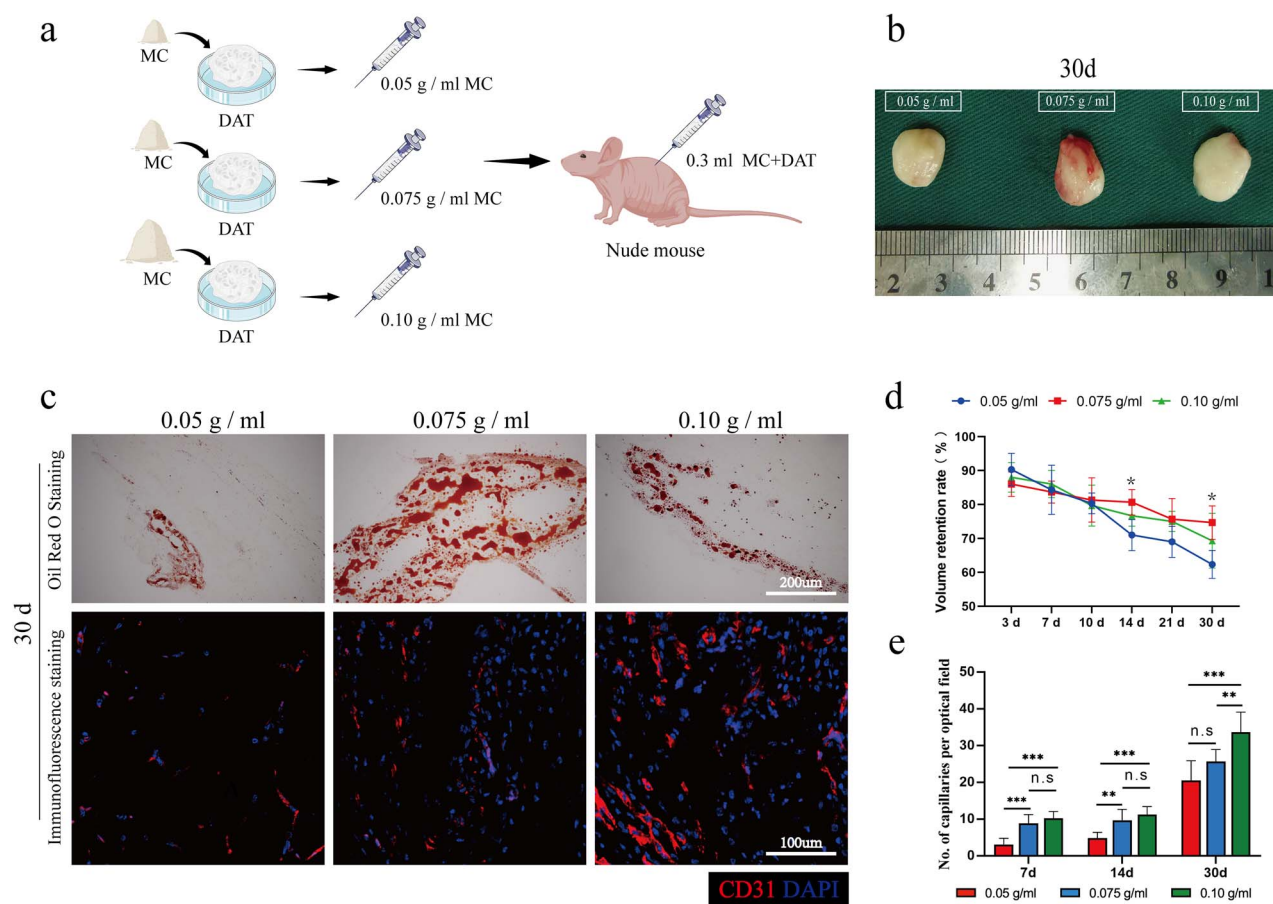 a
MC
DAT
0.05 g / ml MC
MC
DAT
0.075 g / ml MC
MC
DAT
0.10 g / ml MC
0.3 ml MC+DAT
Nude mouse
b
30d
0.05 g / ml
0.075 g / ml
0.10 g / ml
2 3 4 5 6 7 8 9 1
c
0.05 g / ml
0.075 g / ml
0.10 g / ml
30 d
Oil Red O Staining
200um
Immunofluorescence staining
100um
CD31 DAPI
d
0.05 g/ml
0.075 g/ml
0.10 g/ml
Volume retention rate ( % )
100
90
80
70
60
50
*
*
3 d
7 d
10 d
14 d
21 d
30 d
e
No. of capillaries per optical field
50
40
30
20
10
0
***
n.s
***
***
n.s
**
***
**
n.s
7d
14d
30d
0.05 g/ml
0.075 g/ml
0.10 g/ml